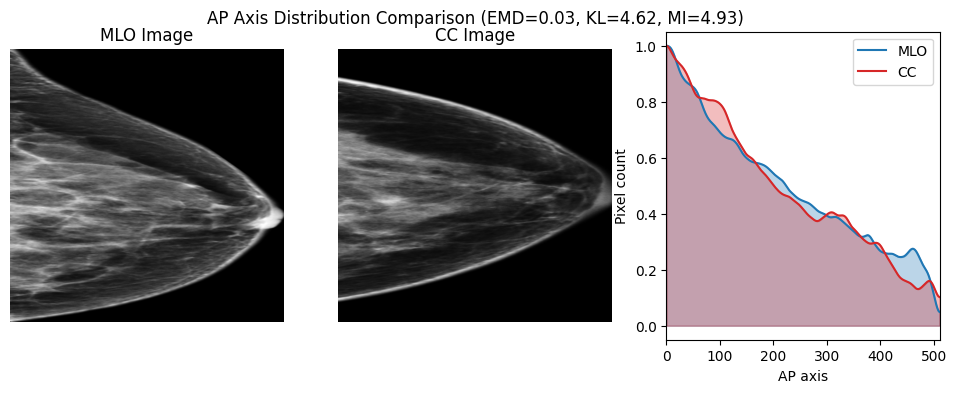 AP Axis Distribution Comparison (EMD=0.03, KL=4.62, MI=4.93)
MLO Image
CC Image
MLO
CC
Pixel count
1.0
0.8
0.6
0.4
0.2
0.0
0 100 200 300 400 500
AP axis